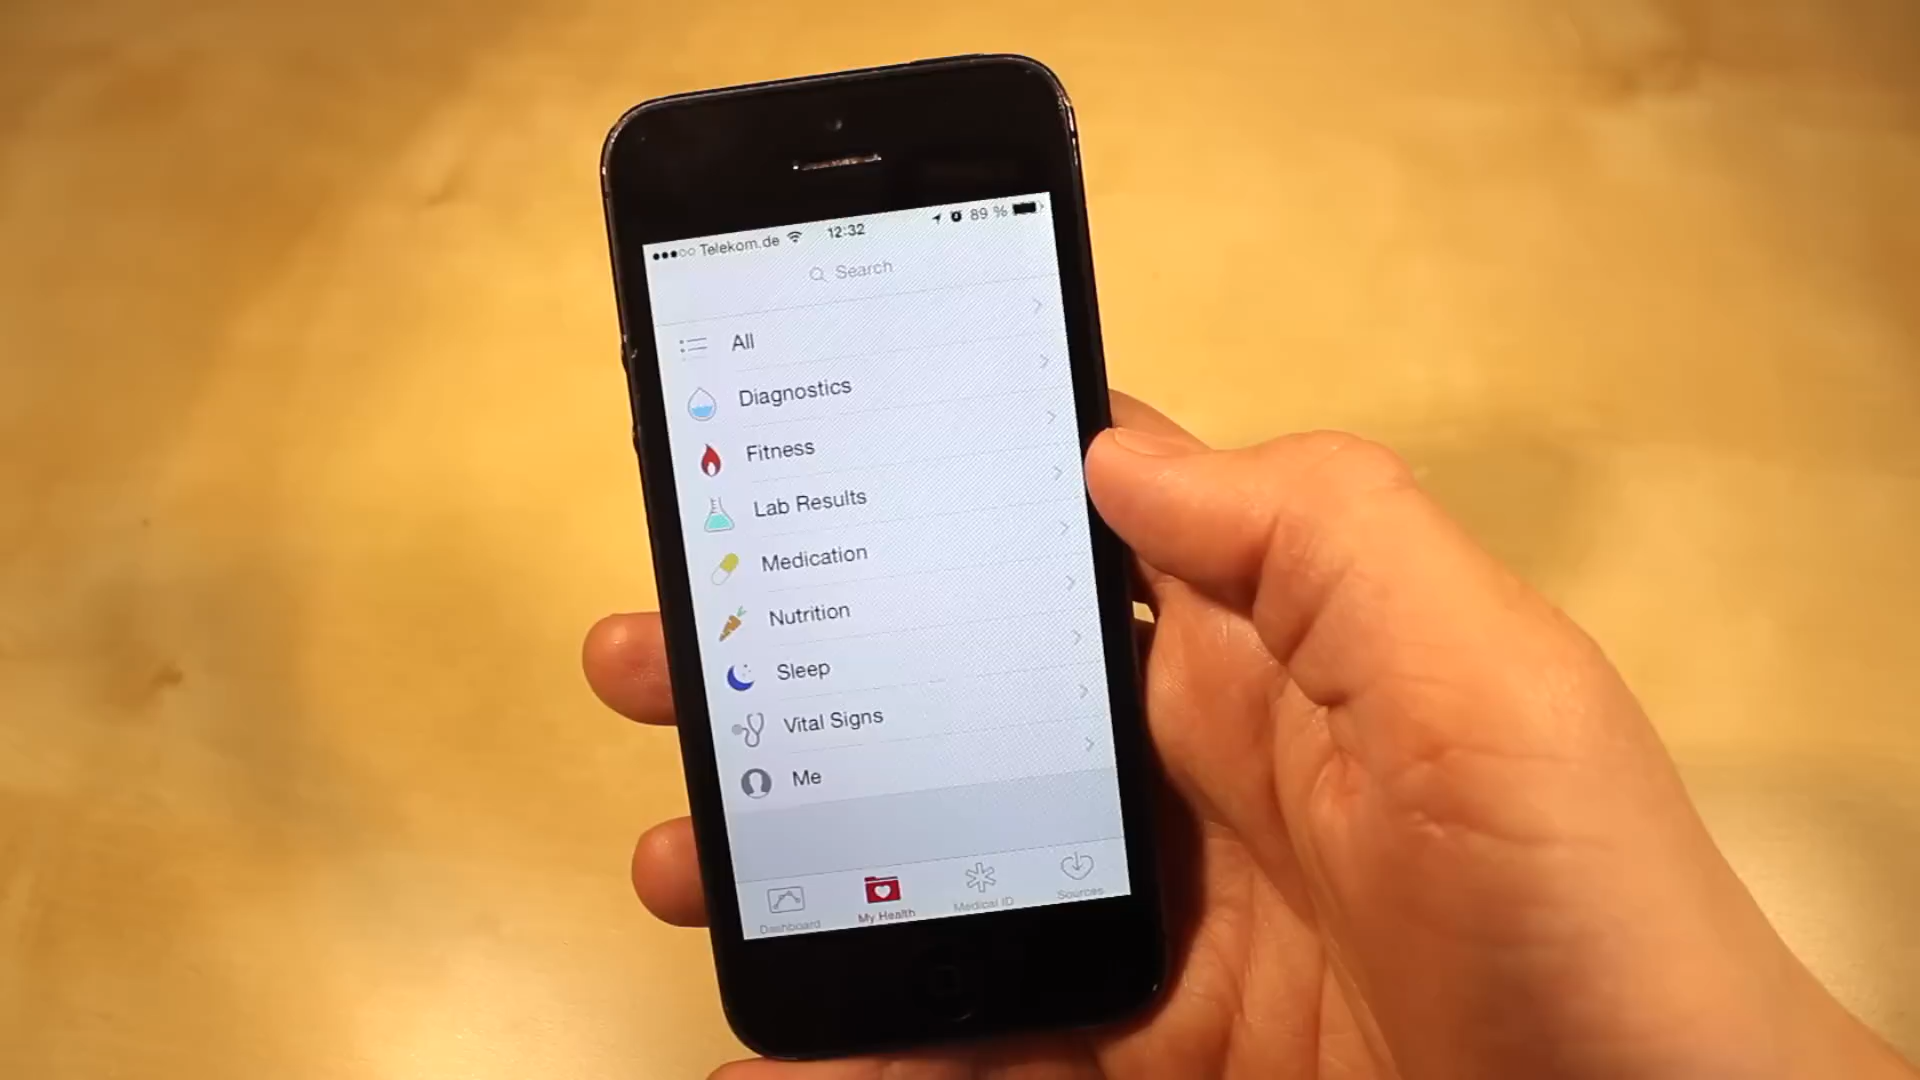 Telekom.de 12:32 89 %
Search
All
Diagnostics
Fitness
Lab Results
Medication
Nutrition
Sleep
Vital Signs
Me
Dashboard My Health Medical ID Sources